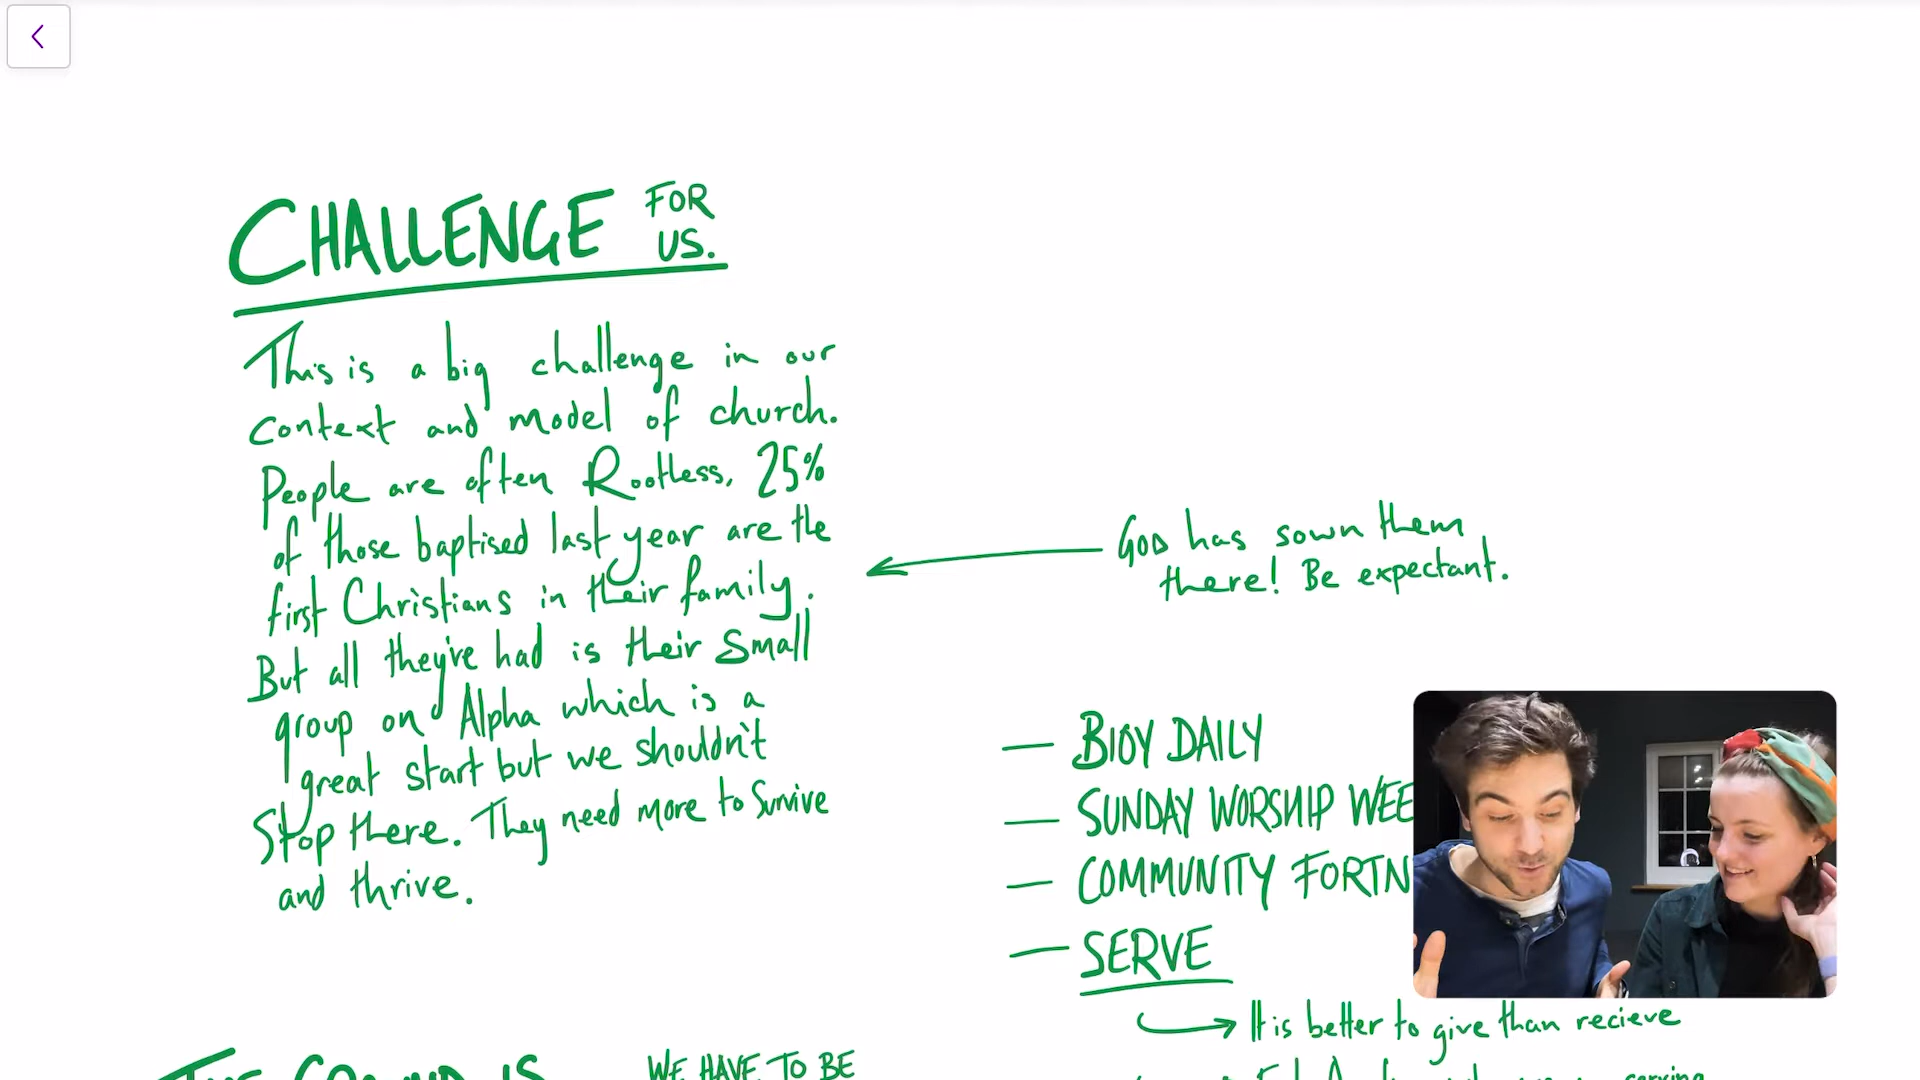 CHALLENGE FOR
US.
This is a big challenge in our
context and model of church.
People are often Rootless. 25%
of those baptised last year are the
first Christians in their family.
But all they've had is their small
group on Alpha which is a
great start but we shouldn't
Stop there. They need more to Survive
and thrive.
GOD has sown them
there! Be expectant.
— BIOY DAILY
— SUNDAY WORSHIP WEE
— COMMUNITY FORTN
— SERVE
It is better to give than recieve
serving
IS
WE HAVE TO BE